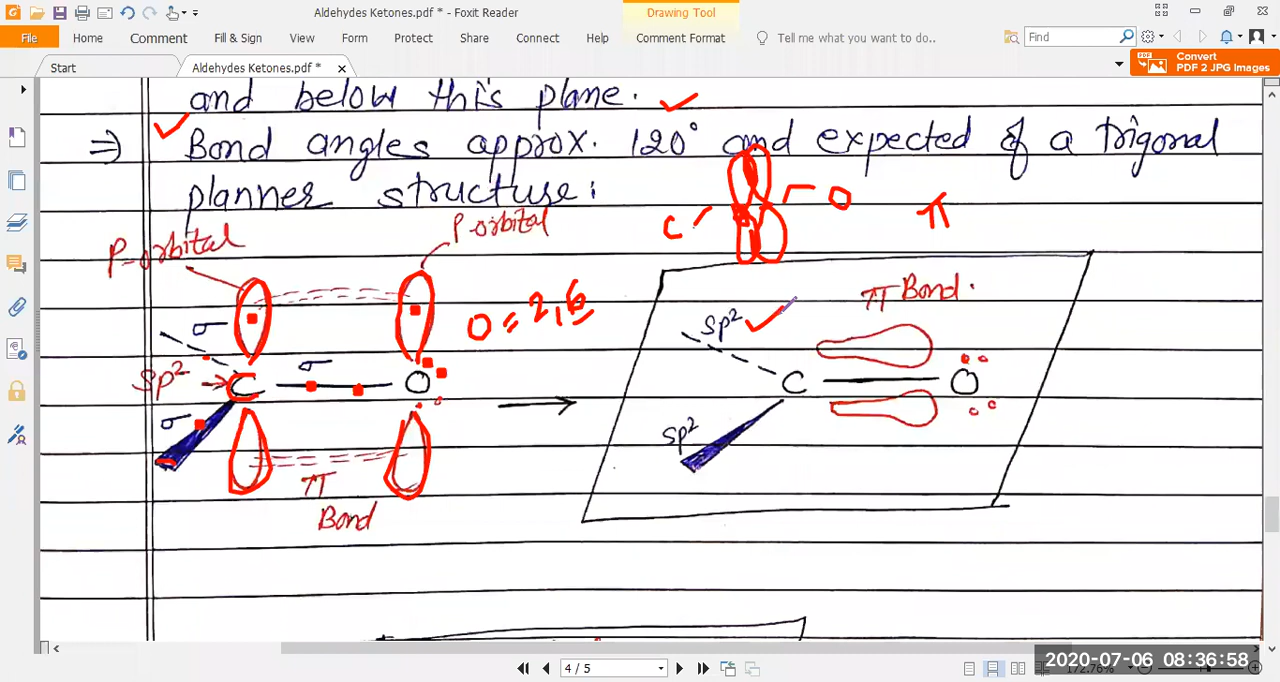 Aldehydes Ketones.pdf * - Foxit Reader
Drawing Tool
File Home Comment Fill & Sign View Form Protect Share Connect Help Comment Format Tell me what you want to do.. Find
Convert
PDF 2 JPG Images
Start Aldehydes Ketones.pdf *
and below this plane.
⇒ Bond angles approx. 120° and expected of a trigonal
planner structure:
C O π
P-orbital P orbital
O = 2,6
π Bond.
σ Sp²
Sp² C σ O C O
σ Sp²
π
Bond
4 / 5
2020-07-06 08:36:58
172.76%